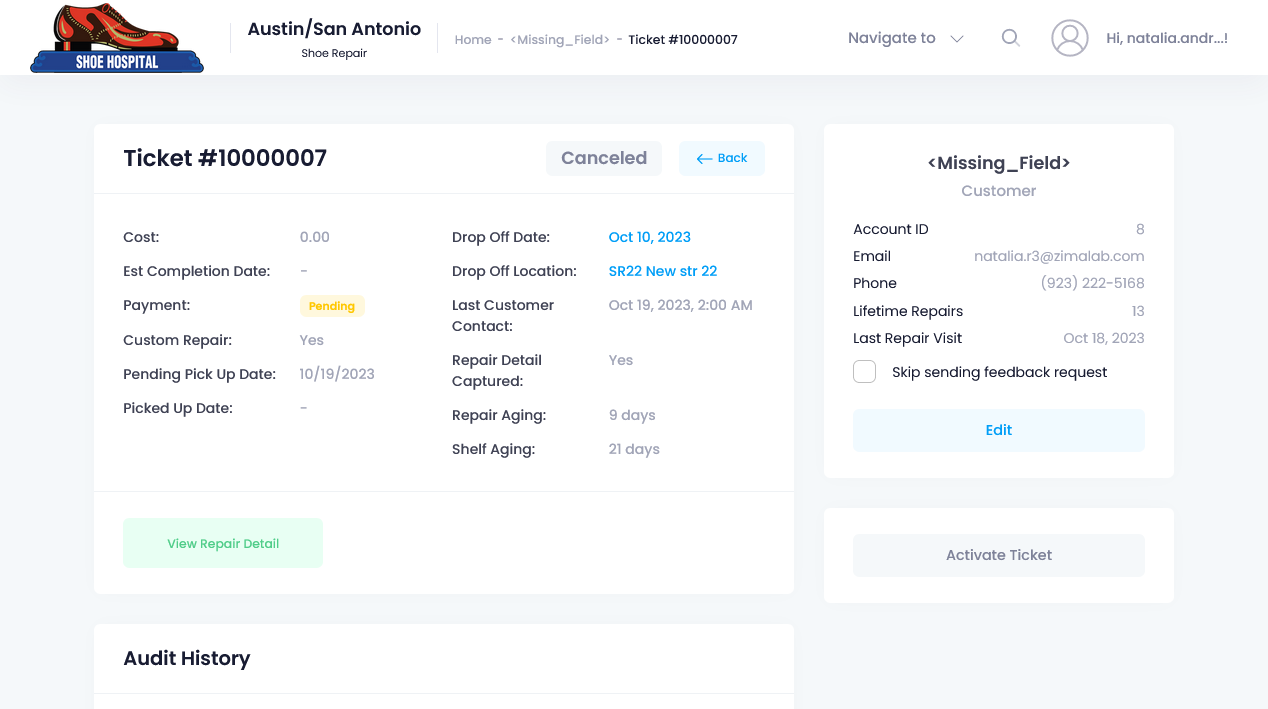 SHOE HOSPITAL
Austin/San Antonio
Shoe Repair
Home - <Missing_Field> - Ticket #10000007
Navigate to
Hi, natalia.andr...!
Ticket #10000007
Canceled
Back
Cost: 0.00
Est Completion Date: -
Payment: Pending
Custom Repair: Yes
Pending Pick Up Date: 10/19/2023
Picked Up Date: -
Drop Off Date: Oct 10, 2023
Drop Off Location: SR22 New str 22
Last Customer Oct 19, 2023, 2:00 AM
Contact:
Repair Detail Yes
Captured:
Repair Aging: 9 days
Shelf Aging: 21 days
View Repair Detail
Audit History
<Missing_Field>
Customer
Account ID 8
Email natalia.r3@zimalab.com
Phone (923) 222-5168
Lifetime Repairs 13
Last Repair Visit Oct 18, 2023
Skip sending feedback request
Edit
Activate Ticket